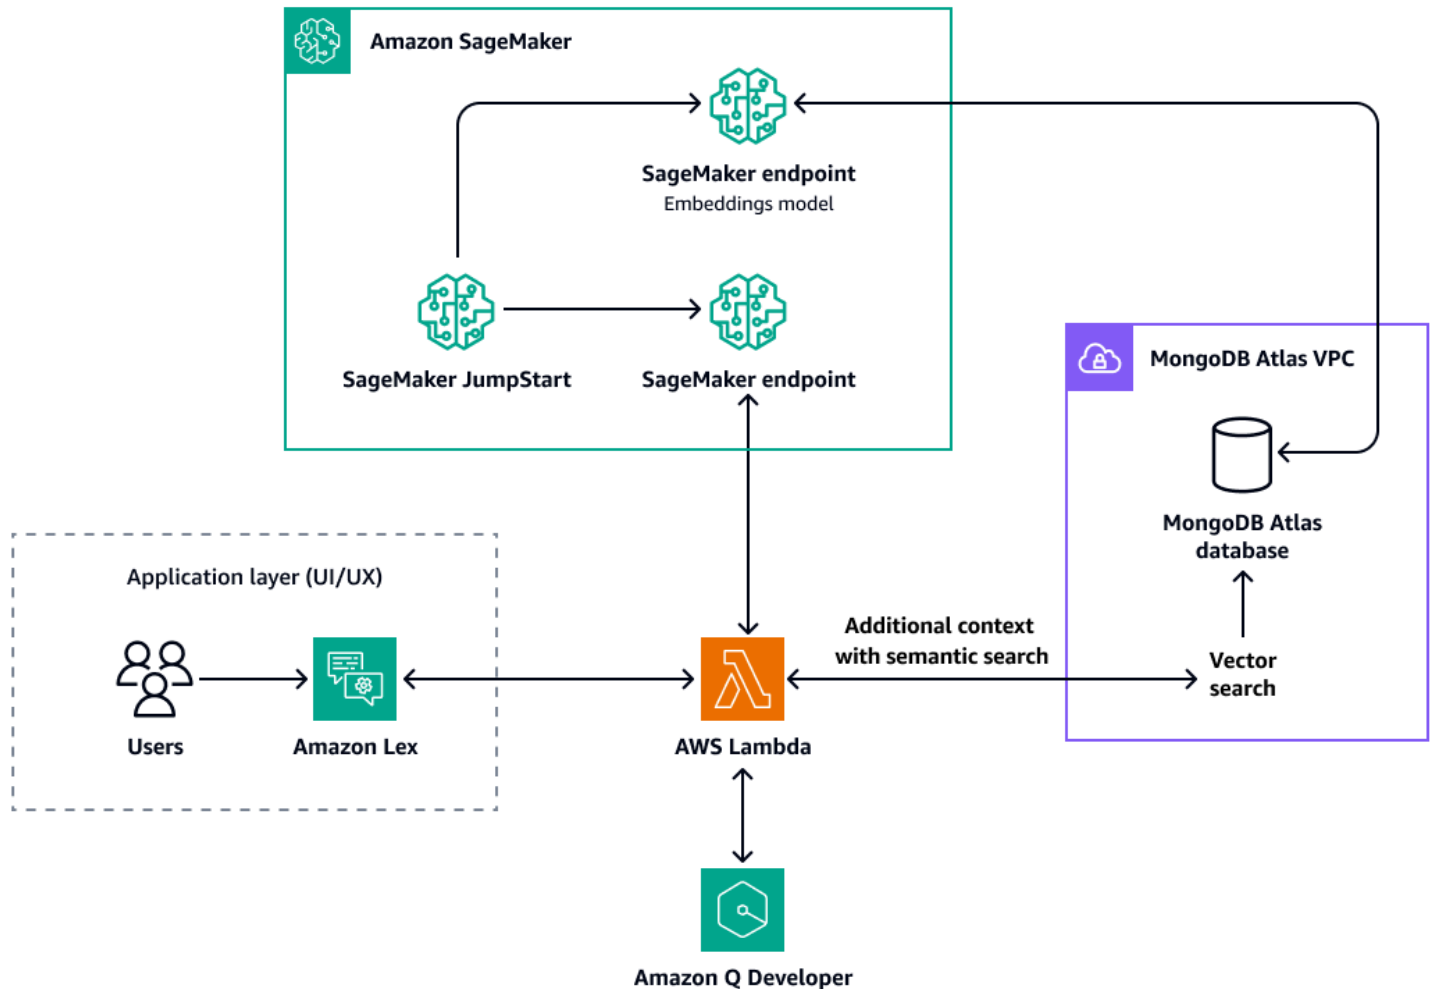 Amazon SageMaker
SageMaker endpoint
Embeddings model
SageMaker JumpStart
SageMaker endpoint
MongoDB Atlas VPC
MongoDB Atlas
database
Application layer (UI/UX)
Additional context
with semantic search
Vector
search
Users
Amazon Lex
AWS Lambda
Amazon Q Developer